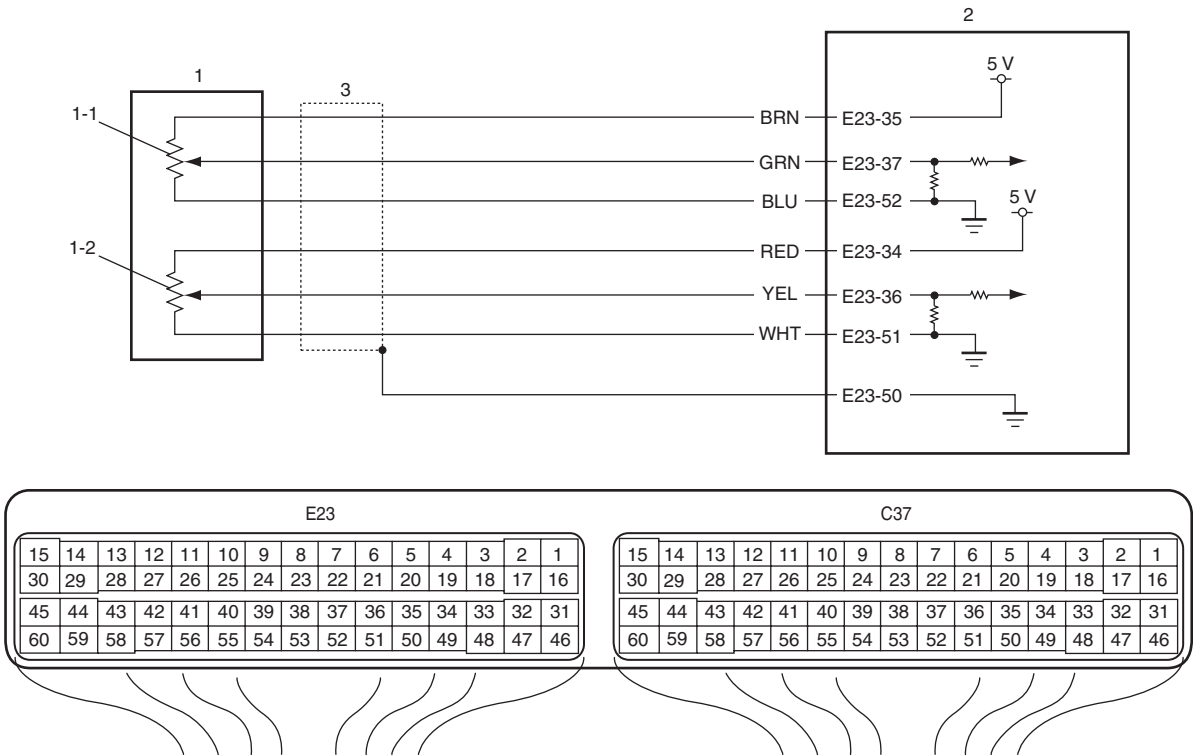 2
1
3
5 V
1-1
BRN E23-35
GRN E23-37
BLU E23-52
5 V
1-2
RED E23-34
YEL E23-36
WHT E23-51
E23-50
E23
15 14 13 12 11 10 9 8 7 6 5 4 3 2 1
30 29 28 27 26 25 24 23 22 21 20 19 18 17 16
45 44 43 42 41 40 39 38 37 36 35 34 33 32 31
60 59 58 57 56 55 54 53 52 51 50 49 48 47 46
C37
15 14 13 12 11 10 9 8 7 6 5 4 3 2 1
30 29 28 27 26 25 24 23 22 21 20 19 18 17 16
45 44 43 42 41 40 39 38 37 36 35 34 33 32 31
60 59 58 57 56 55 54 53 52 51 50 49 48 47 46